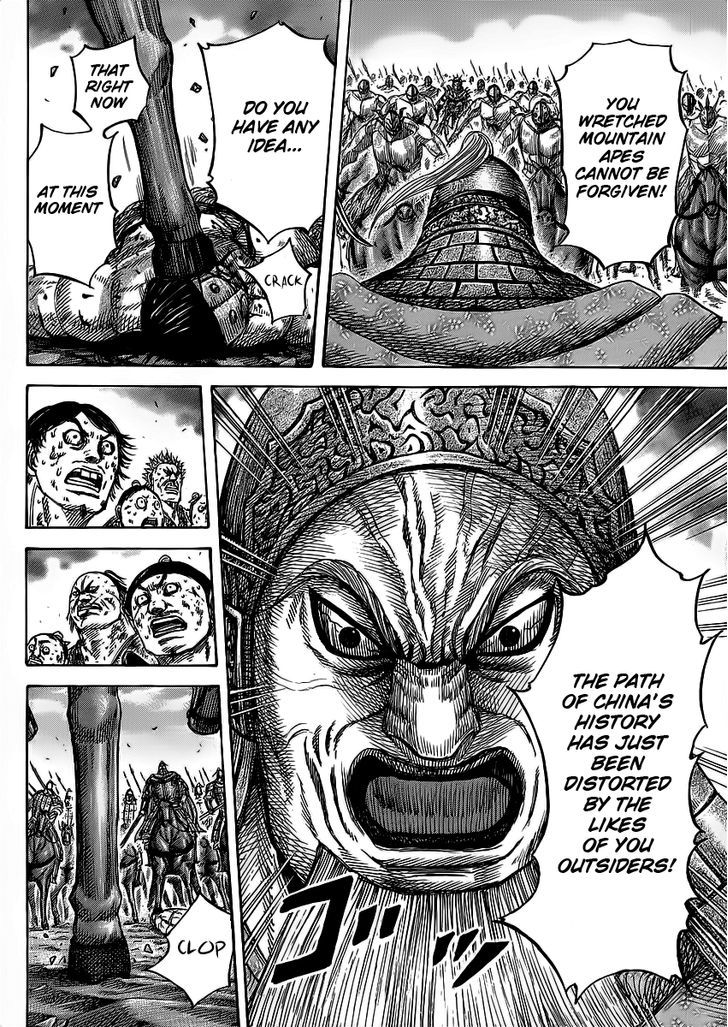 YOU
WRETCHED
MOUNTAIN
APES
CANNOT BE
FORGIVEN!
DO YOU
HAVE ANY
IDEA...
THAT
RIGHT
NOW
AT THIS
MOMENT
CRACK
THE PATH
OF CHINA'S
HISTORY
HAS JUST
BEEN
DISTORTED
BY THE
LIKES
OF YOU
OUTSIDERS!
ゴッ
CLOP